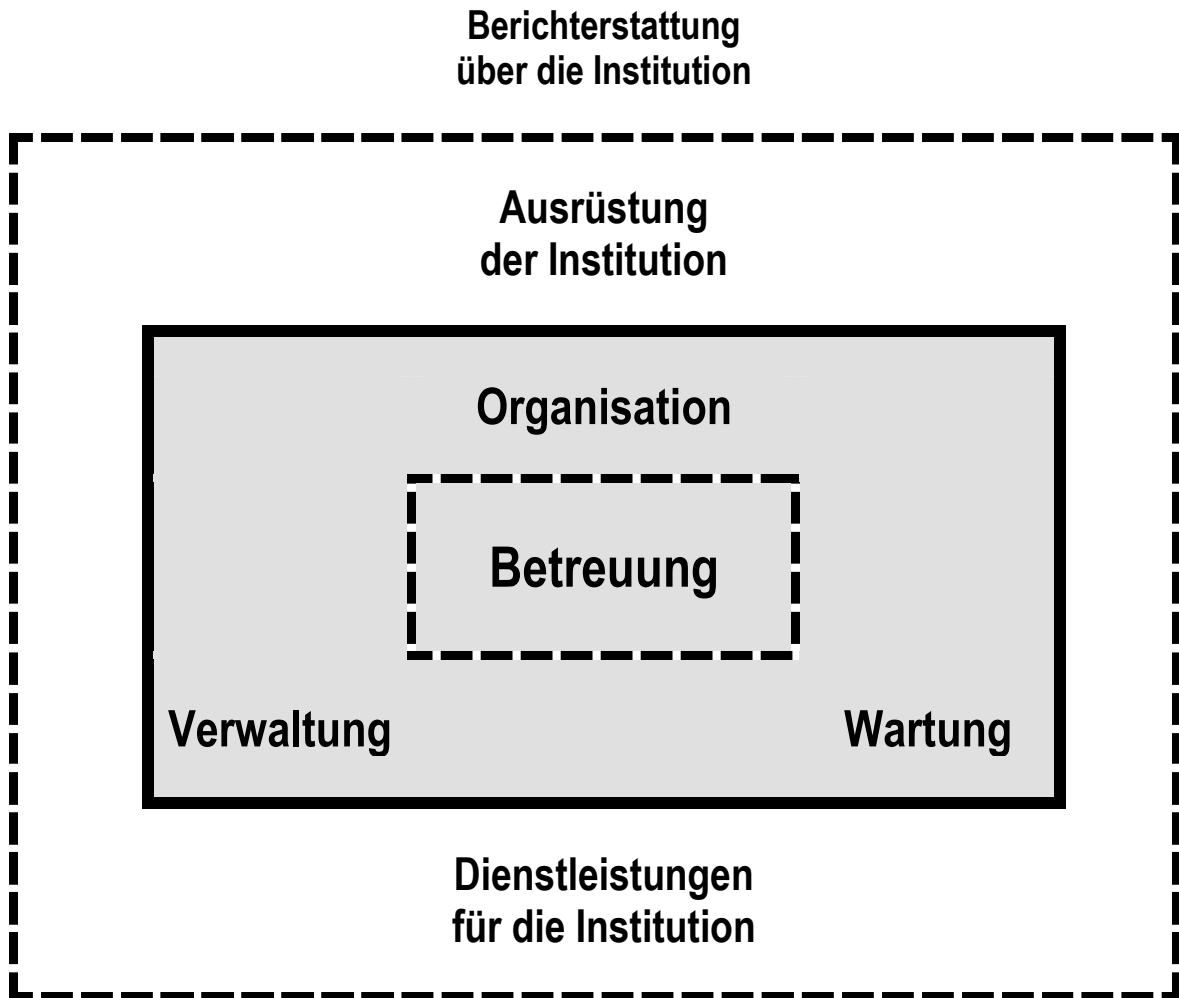 Berichterstattung
über die Institution
Ausrüstung
der Institution
Organisation
Betreuung
Verwaltung
Wartung
Dienstleistungen
für die Institution